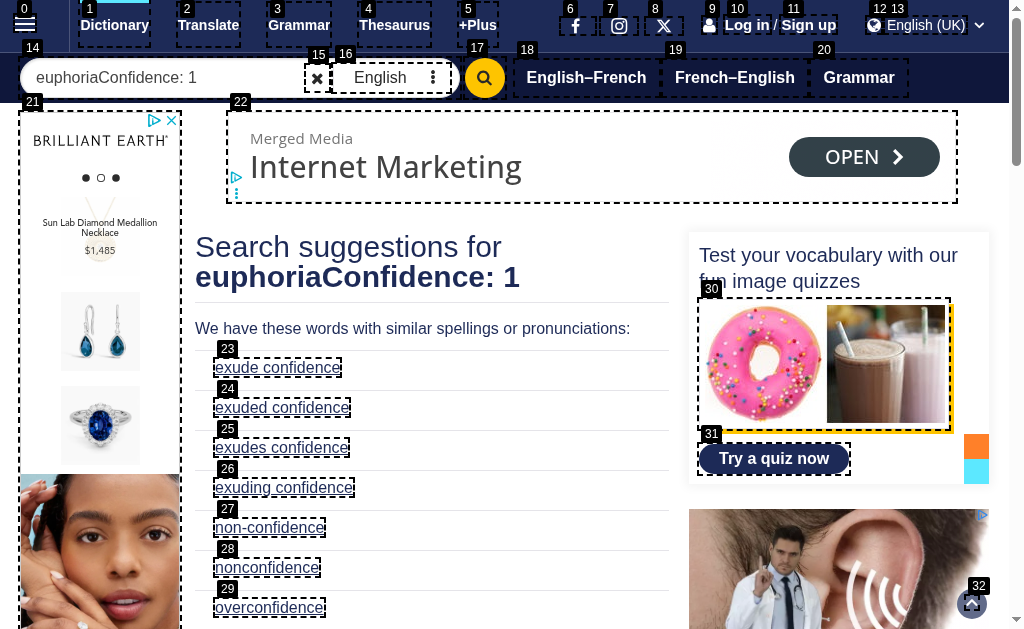 0 1 2 3 4 5 6 7 8 9 10 11 12 13
Dictionary Translate Grammar Thesaurus +Plus Log in / Sign up English (UK)
14 15 16 17 18 19 20
euphoriaConfidence: 1 English English–French French–English Grammar
21 22
BRILLIANT EARTH
Sun Lab Diamond Medallion
Necklace
$1,485
Merged Media
Internet Marketing
OPEN
Search suggestions for
euphoriaConfidence: 1
We have these words with similar spellings or pronunciations:
23
exude confidence
24
exuded confidence
25
exudes confidence
26
exuding confidence
27
non-confidence
28
nonconfidence
29
overconfidence
Test your vocabulary with our
fun image quizzes
30
31
Try a quiz now
32